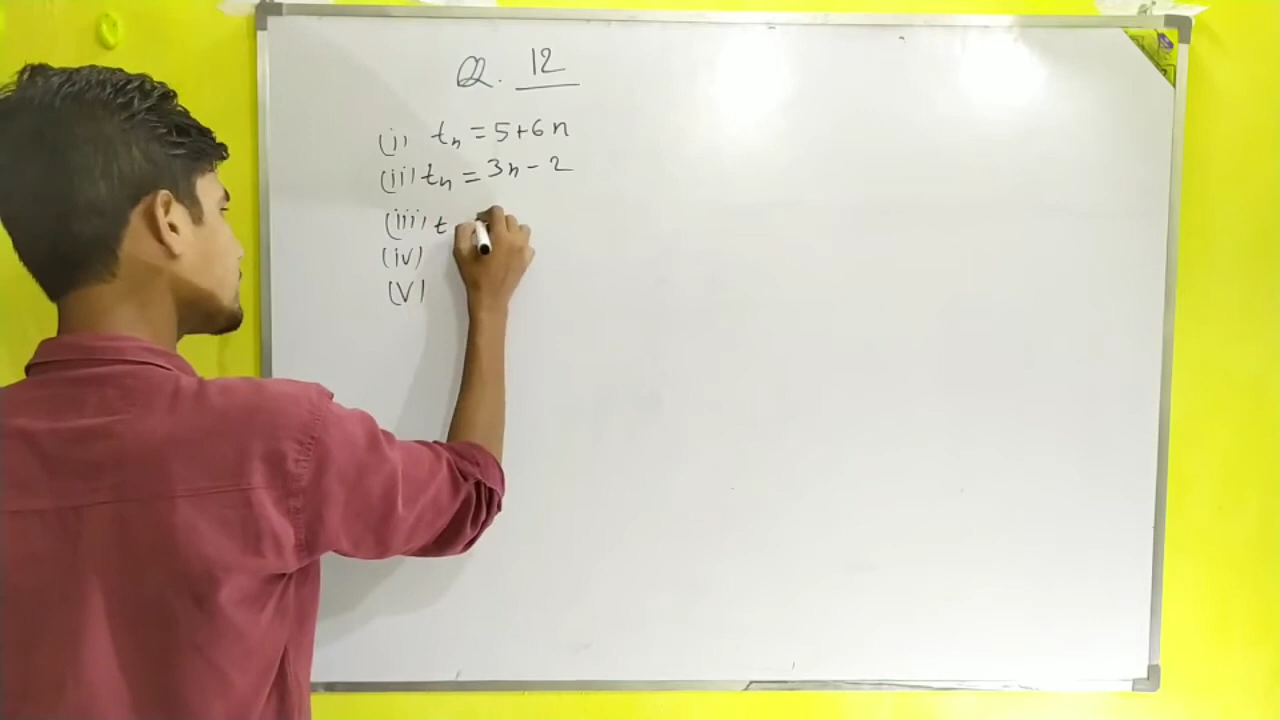 Q. 12
(i) tₙ = 5+6n
(ii) tₙ = 3n - 2
(iii) t
(iv)
(v)